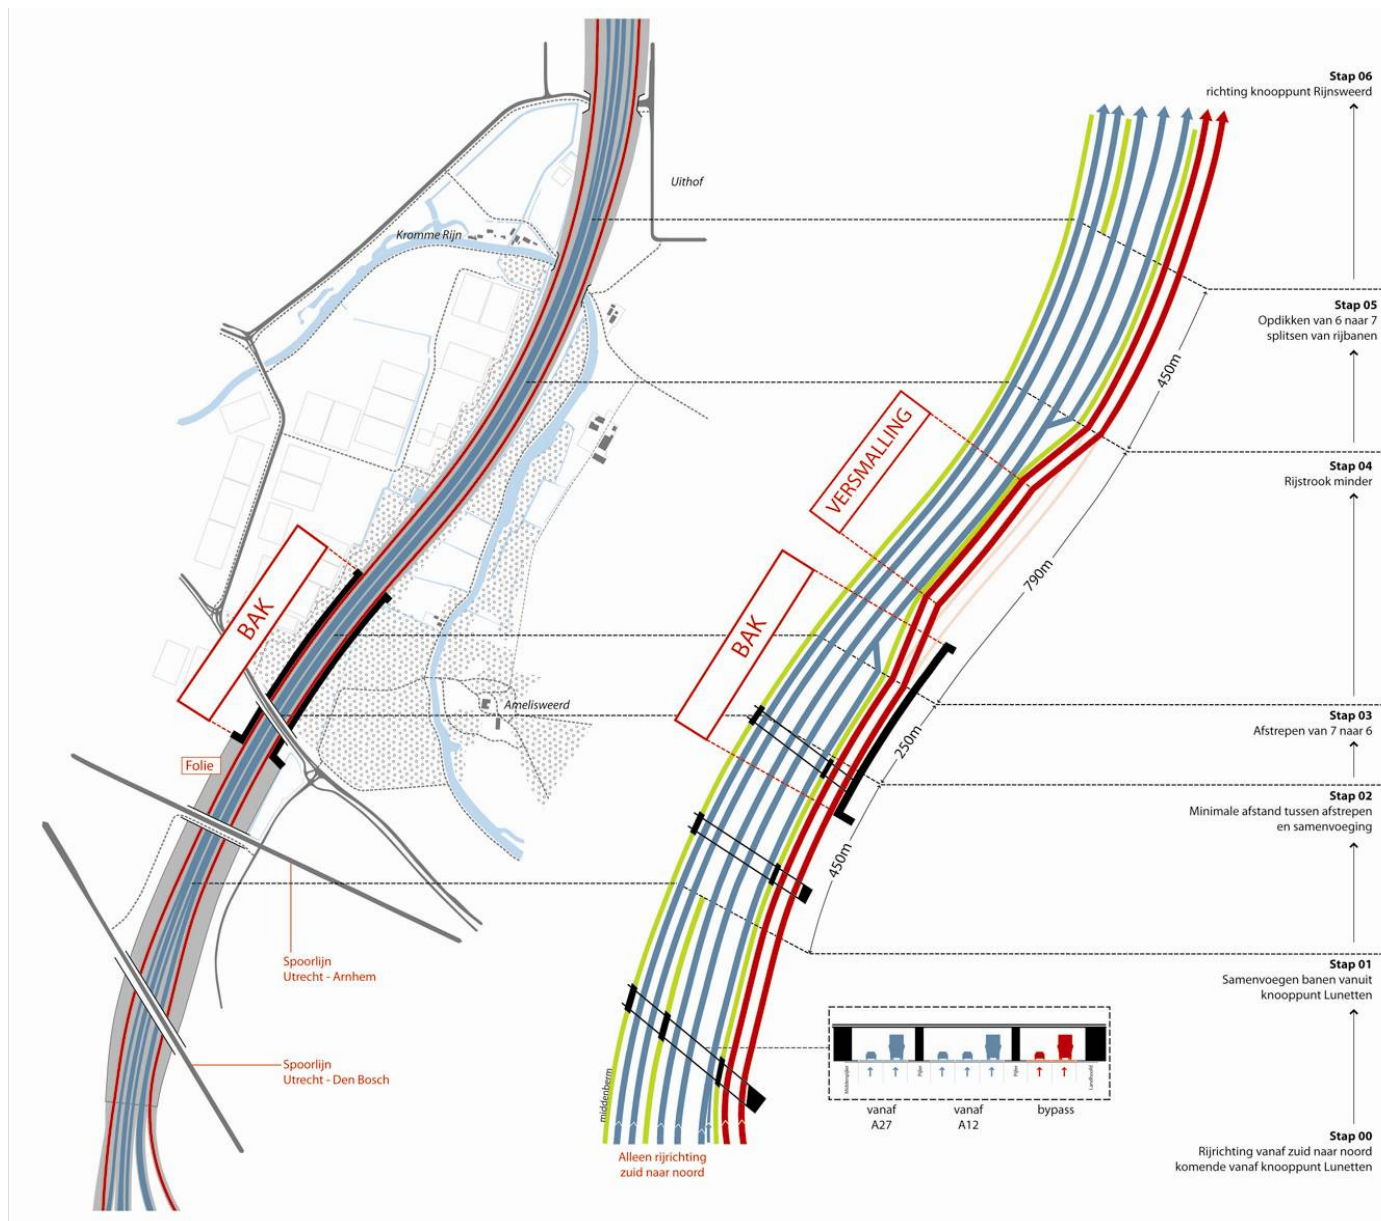 Uithof
Kromme Rijn
BAK
Amelisweerd
Folie
Spoorlijn
Utrecht - Arnhem
Spoorlijn
Utrecht - Den Bosch
VERSMALLING
BAK
450m
790m
250m
450m
middenberm
Alleen rijrichting
zuid naar noord
Middenpijler
Pijler
Pijler
Landhoofd
vanaf
A27
vanaf
A12
bypass
Stap 06
richting knooppunt Rijnsweerd
Stap 05
Opdikken van 6 naar 7
splitsen van rijbanen
Stap 04
Rijstrook minder
Stap 03
Afstrepen van 7 naar 6
Stap 02
Minimale afstand tussen afstrepen
en samenvoeging
Stap 01
Samenvoegen banen vanuit
knooppunt Lunetten
Stap 00
Rijrichting vanaf zuid naar noord
komende vanaf knooppunt Lunetten